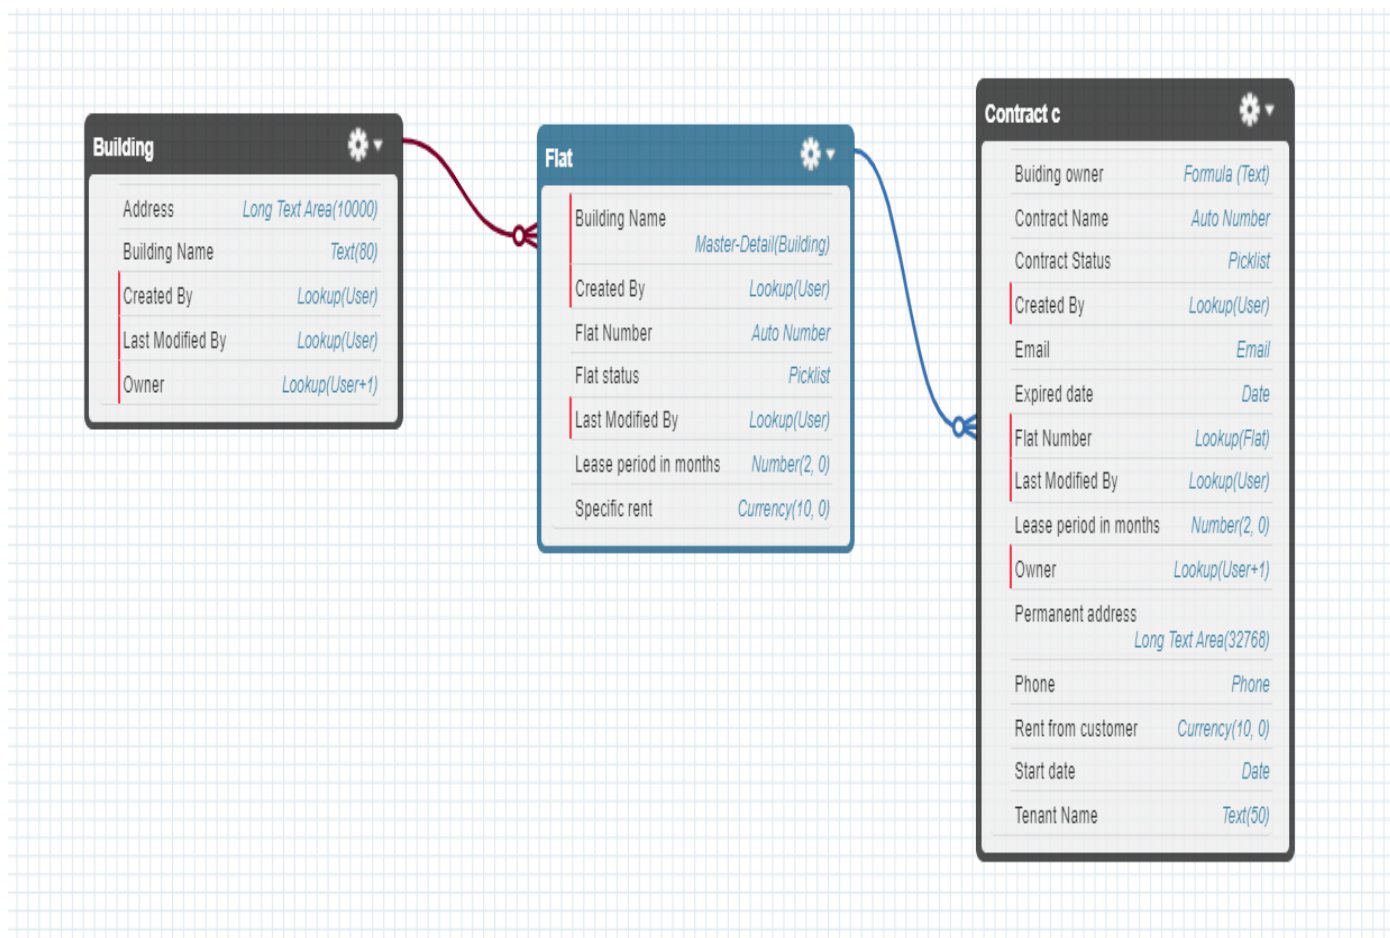 Building
Address Long Text Area(10000)
Building Name Text(80)
Created By Lookup(User)
Last Modified By Lookup(User)
Owner Lookup(User+1)
Flat
Building Name
Master-Detail(Building)
Created By Lookup(User)
Flat Number Auto Number
Flat status Picklist
Last Modified By Lookup(User)
Lease period in months Number(2, 0)
Specific rent Currency(10, 0)
Contract c
Buiding owner Formula (Text)
Contract Name Auto Number
Contract Status Picklist
Created By Lookup(User)
Email Email
Expired date Date
Flat Number Lookup(Flat)
Last Modified By Lookup(User)
Lease period in months Number(2, 0)
Owner Lookup(User+1)
Permanent address
Long Text Area(32768)
Phone Phone
Rent from customer Currency(10, 0)
Start date Date
Tenant Name Text(50)